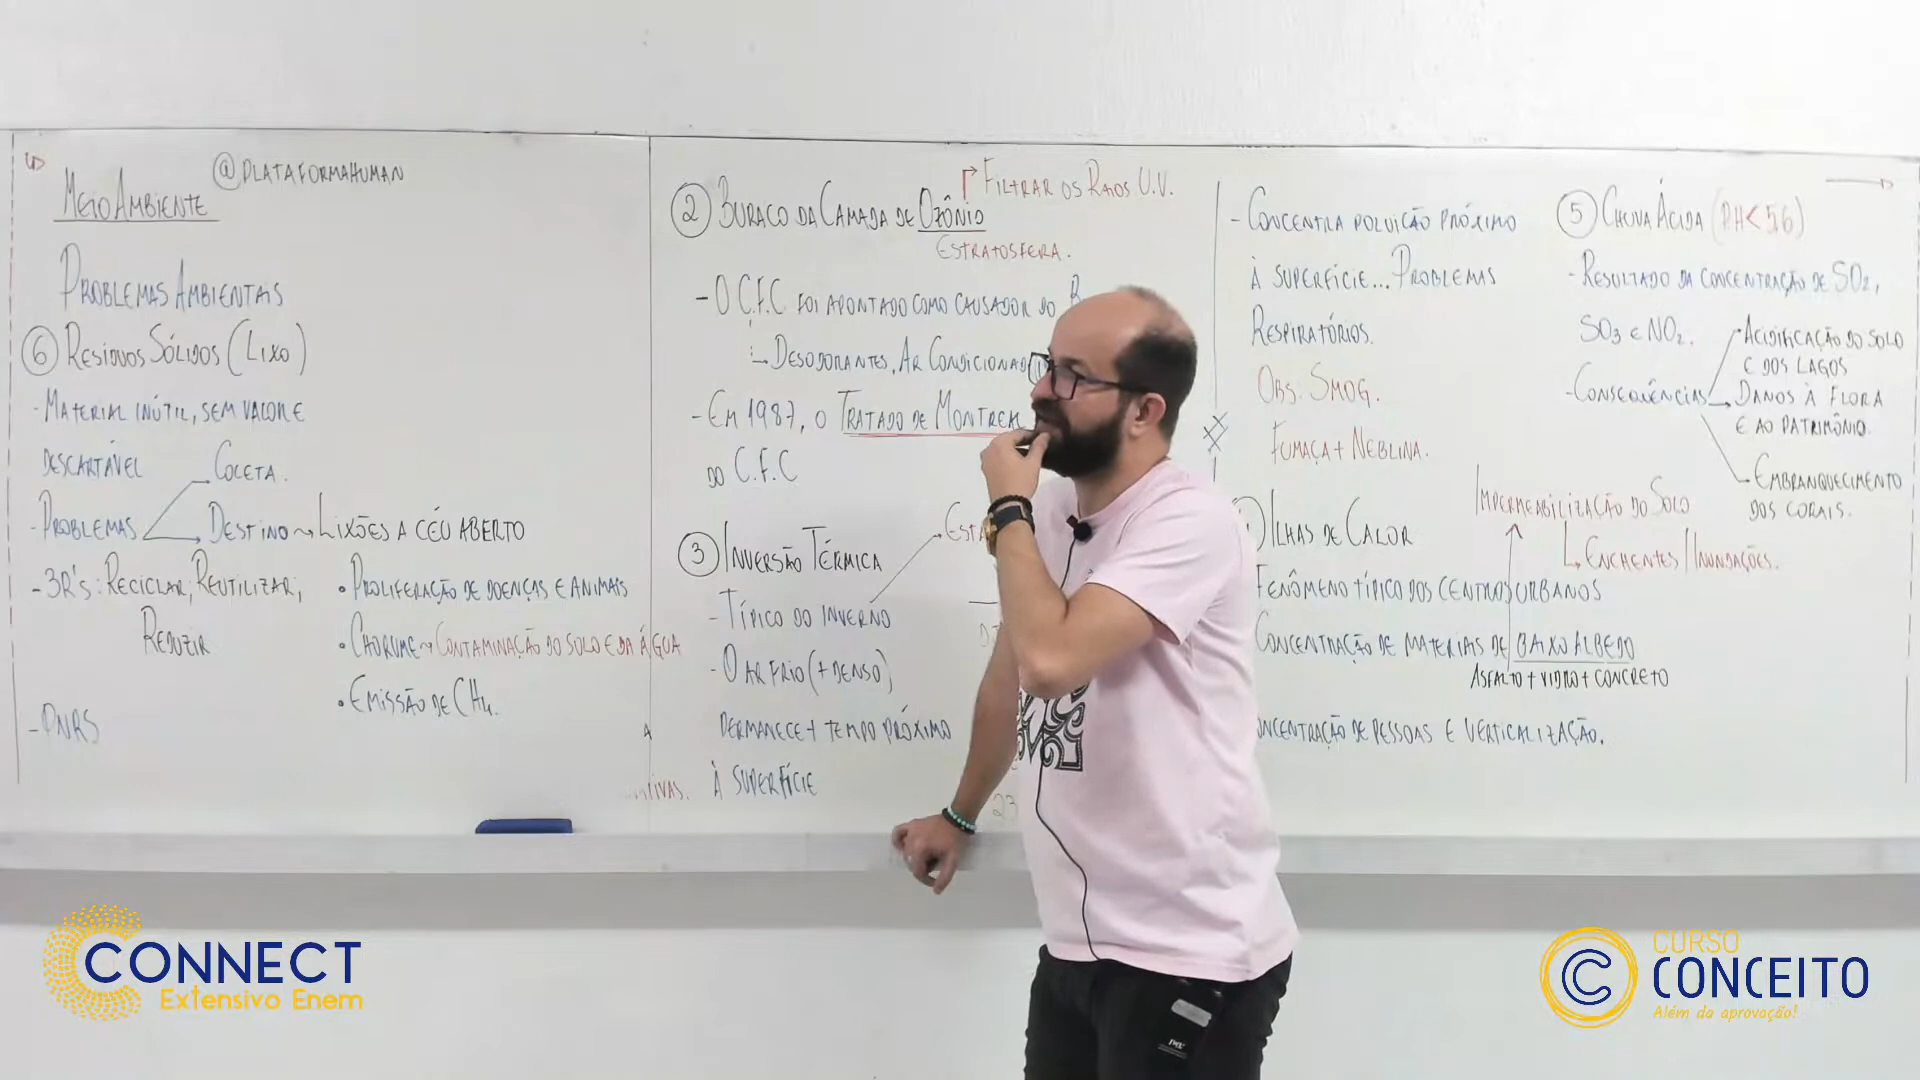 @PLATAFORMAHUMAN
MEIO AMBIENTE
PROBLEMAS AMBIENTAIS
6 RESÍDUOS SÓLIDOS (LIXO)
- MATERIAL INÚTIL, SEM VALOR E
DESCARTÁVEL
- PROBLEMAS
COLETA.
DESTINO → LIXÕES A CÉU ABERTO
- 3R'S: RECICLAR, REUTILIZAR,
REDUZIR
• PROLIFERAÇÃO DE DOENÇAS E ANIMAIS
• CHORUME → CONTAMINAÇÃO DO SOLO E DA ÁGUA
• EMISSÃO DE CH4.
- PNRS
2 BURACO DA CAMADA DE OZÔNIO
FILTRAR OS RAIOS U.V.
ESTRATOSFERA.
- O C.F.C FOI APONTADO COMO CAUSADOR DO
DESODORANTES, AR CONDICIONADO
- EM 1987, O TRATADO DE MONTREAL
DO C.F.C
3 INVERSÃO TÉRMICA
- TÍPICO DO INVERNO
- O AR FRIO (+ DENSO)
PERMANECE + TEMPO PRÓXIMO
À SUPERFÍCIE
23
- CONCENTRA POLUIÇÃO PRÓXIMO
À SUPERFÍCIE... PROBLEMAS
RESPIRATÓRIOS.
OBS. SMOG.
FUMAÇA + NEBLINA.
ILHAS DE CALOR
IMPERMEABILIZAÇÃO DO SOLO
ENCHENTES / INUNDAÇÕES.
FENÔMENO TÍPICO DOS CENTROS URBANOS
CONCENTRAÇÃO DE MATERIAIS DE BAIXO ALBEDO
ASFALTO + VIDRO + CONCRETO
ONCENTRAÇÃO DE PESSOAS E VERTICALIZAÇÃO.
5 CHUVA ÁCIDA (PH < 5,6)
- RESULTADO DA CONCENTRAÇÃO DE SO2,
SO3 E NO2.
- CONSEQUÊNCIAS
• ACIDIFICAÇÃO DO SOLO
E DOS LAGOS
DANOS À FLORA
E AO PATRIMÔNIO.
EMBRANQUECIMENTO
DOS CORAIS.
CONNECT
Extensivo Enem
CURSO
CONCEITO
Além da aprovação!